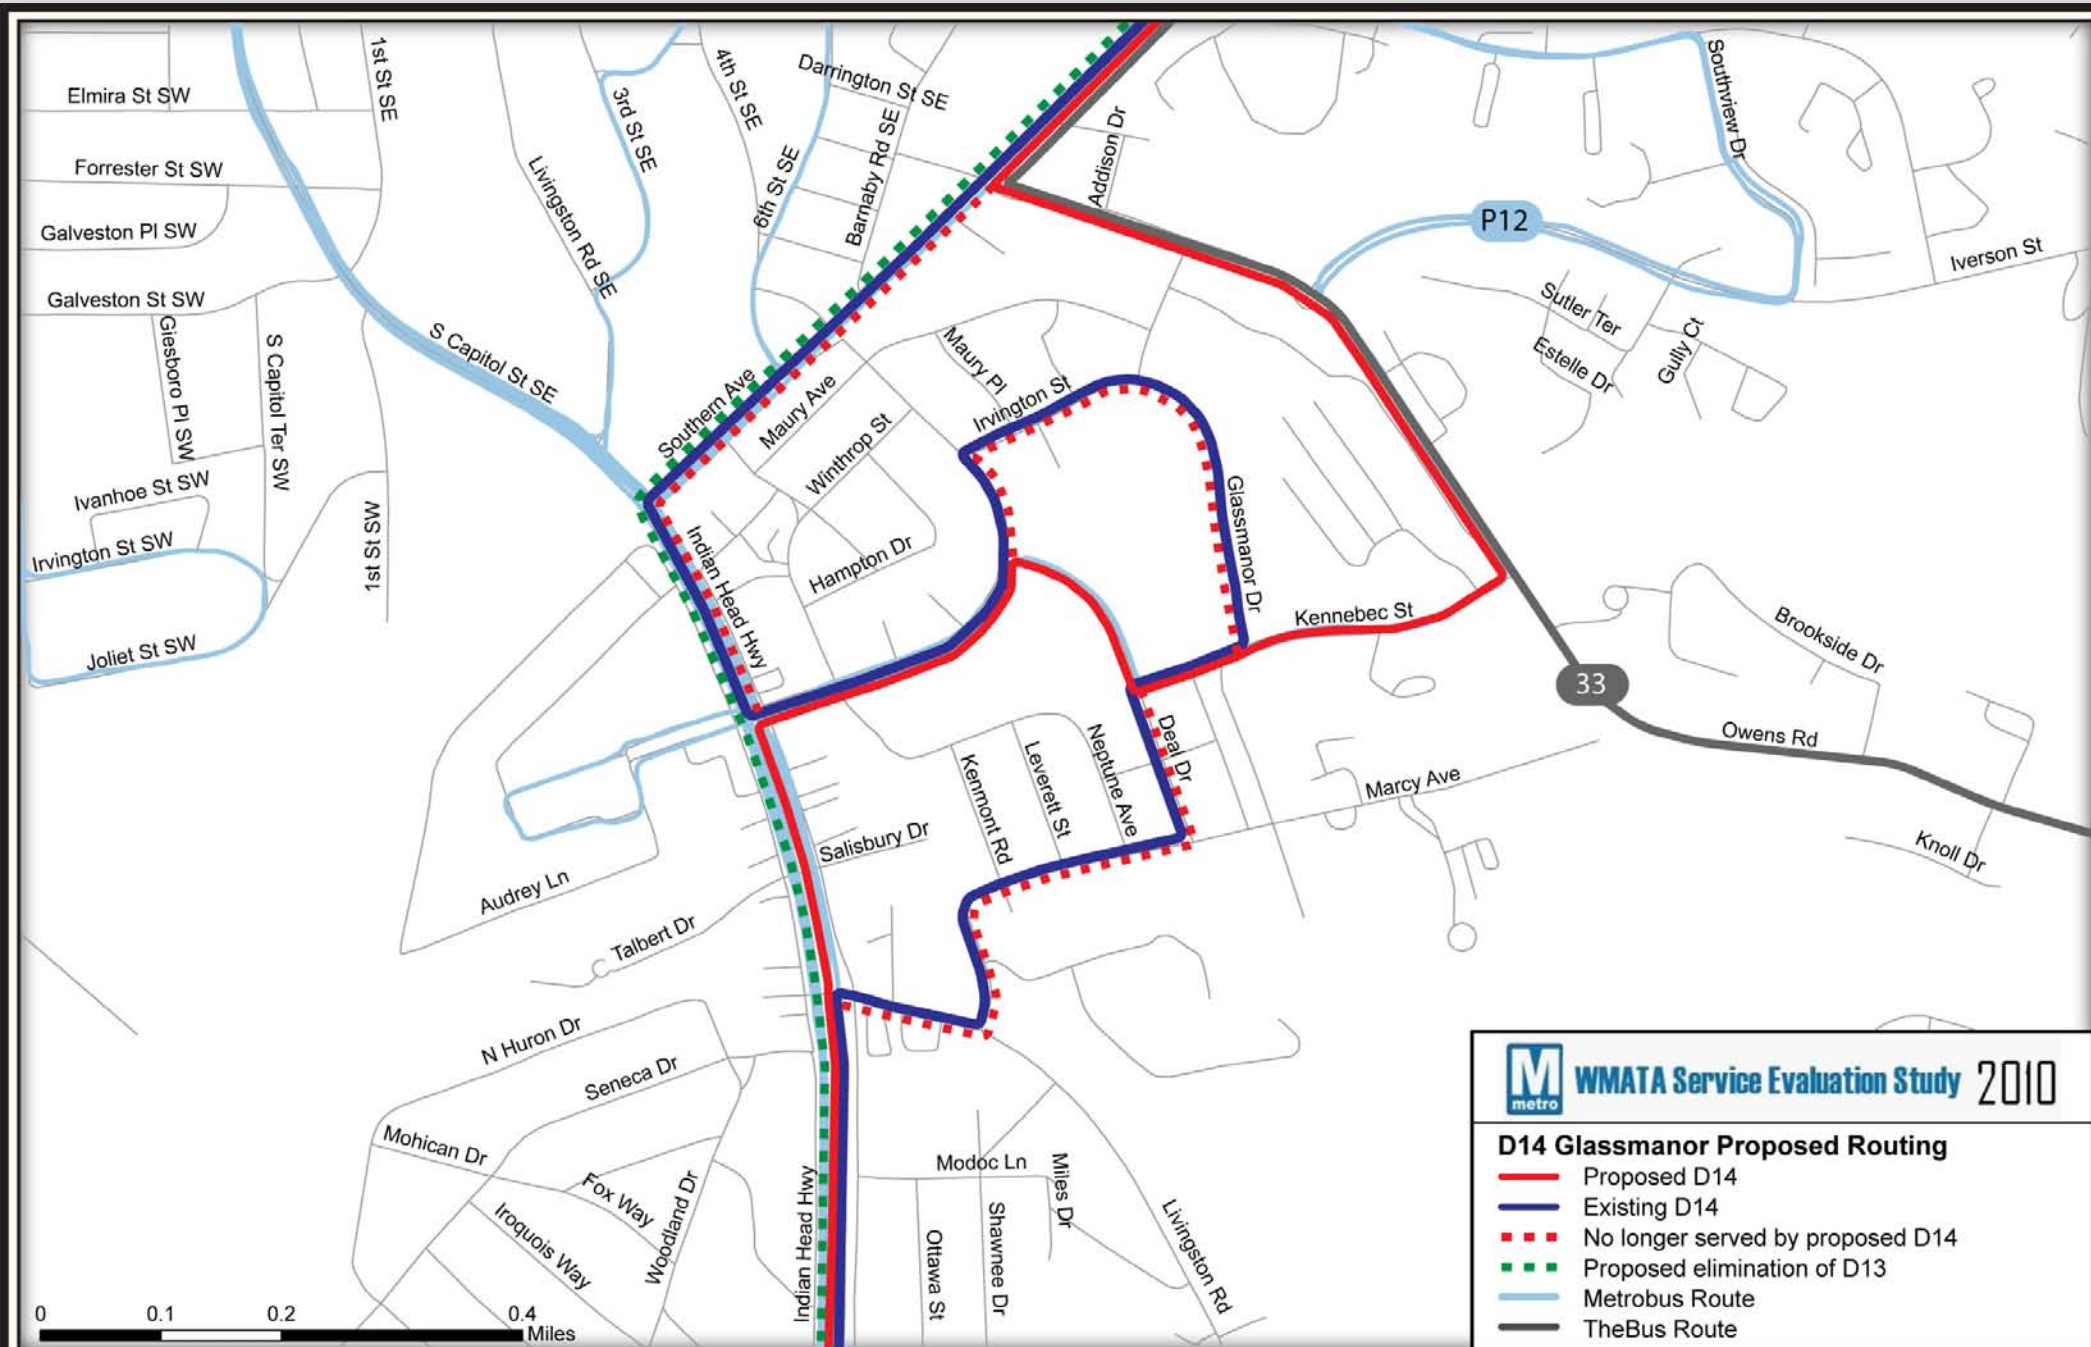 1st St SE
4th St SE
Darrington St SE
Southview Dr
Elmira St SW
3rd St SE
Barnaby Rd SE
Addison Dr
Forrester St SW
Livingston Rd SE
6th St SE
P12
Galveston Pl SW
Iverson St
Galveston St SW
Sutler Ter
Giesboro Pl SW
S Capitol Ter SW
S Capitol St SE
Maury Pl
Gully Ct
Estelle Dr
Southern Ave
Maury Ave
Irvington St
Winthrop St
Ivanhoe St SW
Glassmanor Dr
1st St SW
Irvington St SW
Indian Head Hwy
Hampton Dr
Kennebec St
Brookside Dr
Joliet St SW
33
Deal Dr
Neptune Ave
Owens Rd
Leverett St
Kenmont Rd
Marcy Ave
Salisbury Dr
Knoll Dr
Audrey Ln
Talbert Dr
N Huron Dr
Seneca Dr
Mohican Dr
Modoc Ln
Miles Dr
Fox Way
Woodland Dr
Indian Head Hwy
Iroquois Way
Ottawa St
Shawnee Dr
Livingston Rd
0 0.1 0.2 0.4
Miles
M
metro
WMATA Service Evaluation Study 2010
D14 Glassmanor Proposed Routing
Proposed D14
Existing D14
No longer served by proposed D14
Proposed elimination of D13
Metrobus Route
TheBus Route